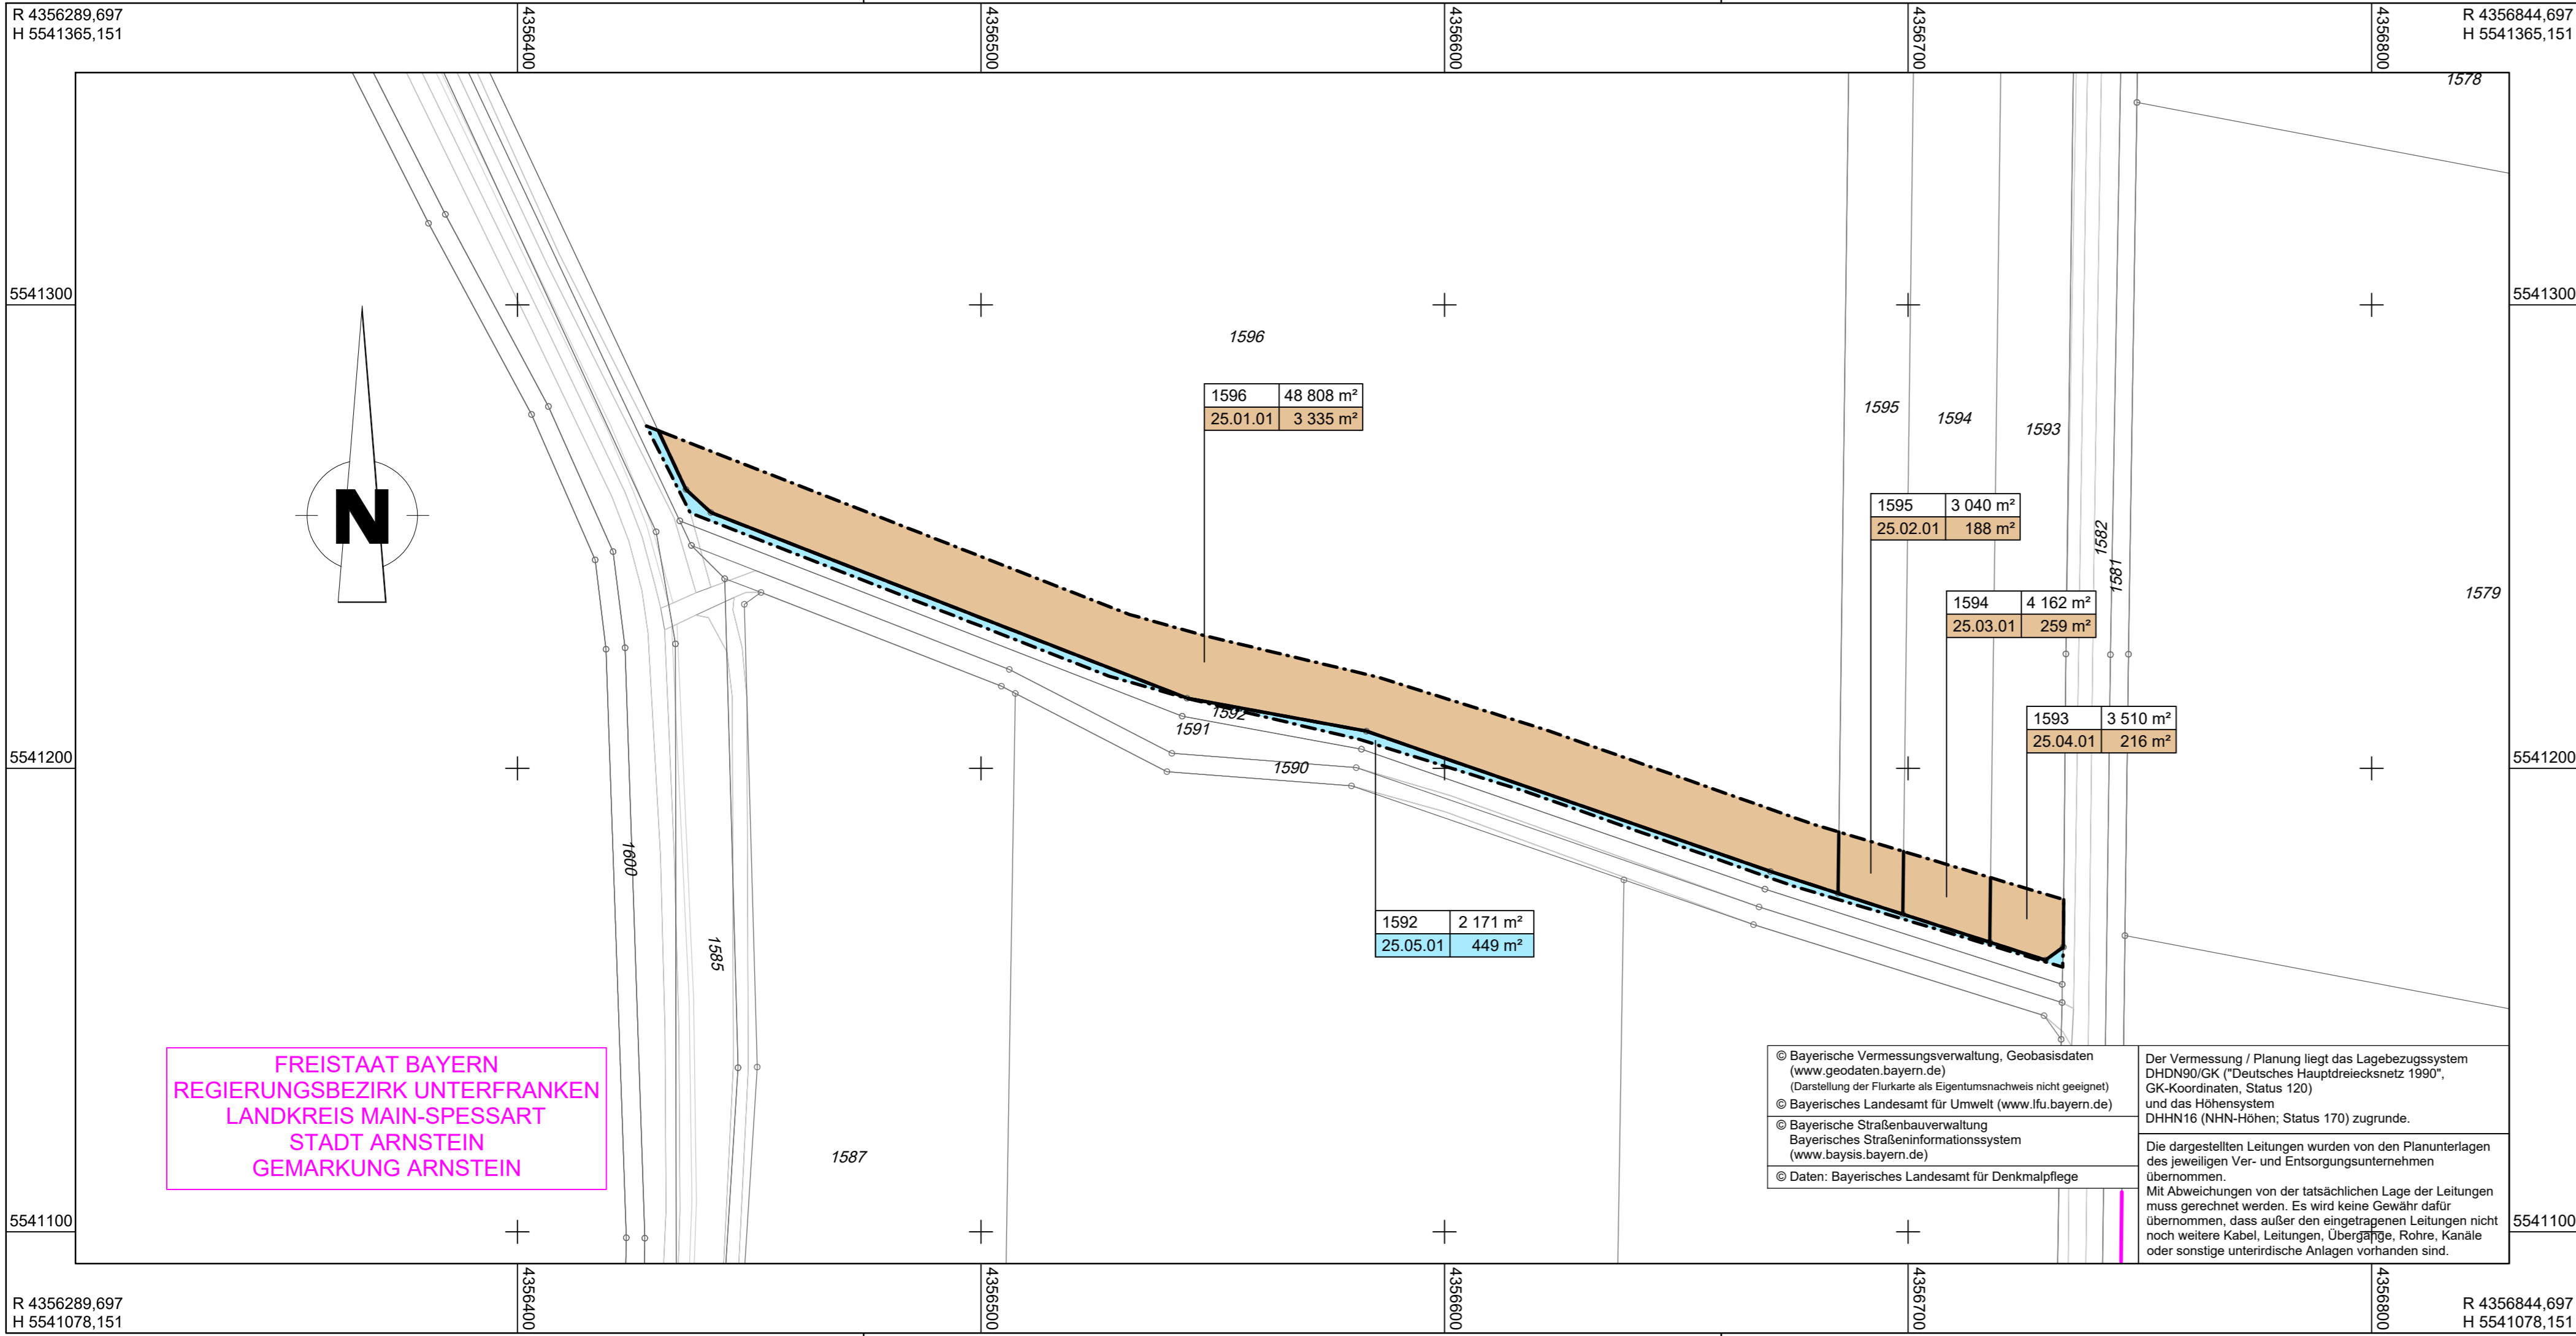 R 4356289,697
H 5541365,151
4356400
4356500
4356600
4356700
4356800
R 4356844,697
H 5541365,151
1578
5541300
5541300
1596
1596 48 808 m²
25.01.01 3 335 m²
1595
1594
1593
N
1595 3 040 m²
25.02.01 188 m²
1582
1581
1579
1594 4 162 m²
25.03.01 259 m²
1593 3 510 m²
25.04.01 216 m²
1592
1591
1590
5541200
5541200
1600
1585
1592 2 171 m²
25.05.01 449 m²
FREISTAAT BAYERN
REGIERUNGSBEZIRK UNTERFRANKEN
LANDKREIS MAIN-SPESSART
STADT ARNSTEIN
GEMARKUNG ARNSTEIN
1587
© Bayerische Vermessungsverwaltung, Geobasisdaten
(www.geodaten.bayern.de)
(Darstellung der Flurkarte als Eigentumsnachweis nicht geeignet)
© Bayerisches Landesamt für Umwelt (www.lfu.bayern.de)
© Bayerische Straßenbauverwaltung
Bayerisches Straßeninformationssystem
(www.baysis.bayern.de)
© Daten: Bayerisches Landesamt für Denkmalpflege
Der Vermessung / Planung liegt das Lagebezugssystem
DHDN90/GK ("Deutsches Hauptdreiecksnetz 1990",
GK-Koordinaten, Status 120)
und das Höhensystem
DHHN16 (NHN-Höhen; Status 170) zugrunde.
Die dargestellten Leitungen wurden von den Planunterlagen
des jeweiligen Ver- und Entsorgungsunternehmen
übernommen.
Mit Abweichungen von der tatsächlichen Lage der Leitungen
muss gerechnet werden. Es wird keine Gewähr dafür
übernommen, dass außer den eingetragenen Leitungen nicht
noch weitere Kabel, Leitungen, Übergänge, Rohre, Kanäle
oder sonstige unterirdische Anlagen vorhanden sind.
5541100
5541100
R 4356289,697
H 5541078,151
4356400
4356500
4356600
4356700
4356800
R 4356844,697
H 5541078,151